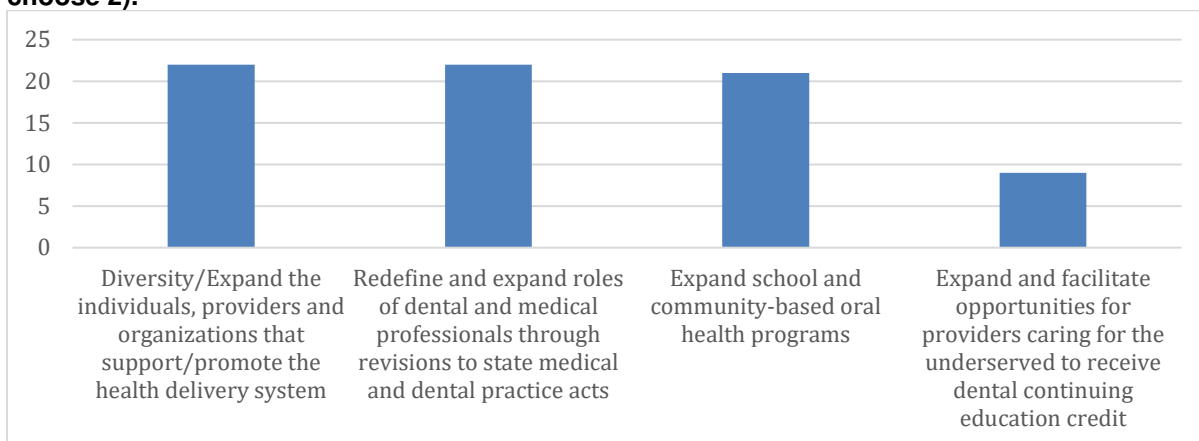 choose 2).
25
20
15
10
5
0
Diversity/Expand the
individuals, providers and
organizations that
support/promote the
health delivery system
Redefine and expand roles
of dental and medical
professionals through
revisions to state medical
and dental practice acts
Expand school and
community-based oral
health programs
Expand and facilitate
opportunities for
providers caring for the
underserved to receive
dental continuing
education credit